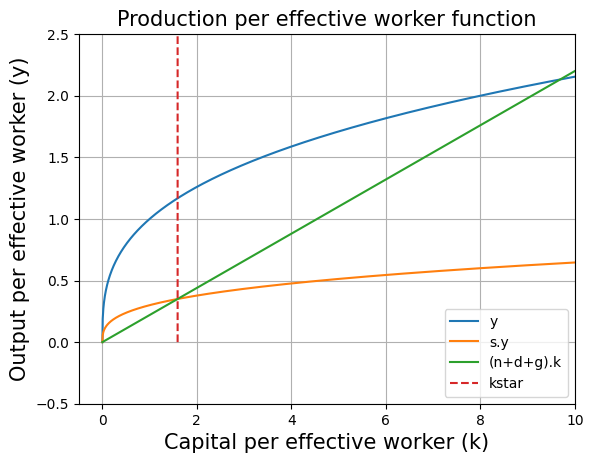 Production per effective worker function
Output per effective worker (y)
2.5
2.0
1.5
1.0
0.5
0.0
−0.5
0 2 4 6 8 10
Capital per effective worker (k)
y
s.y
(n+d+g).k
kstar